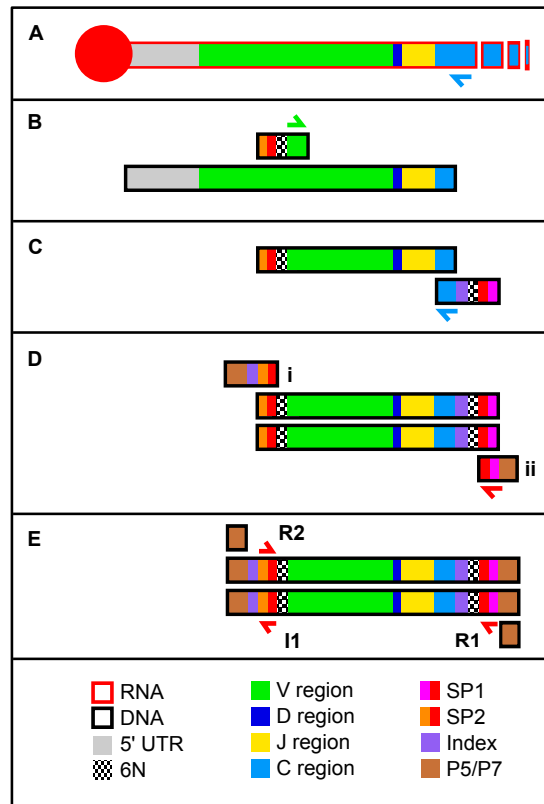 A
B
C
D
i
ii
E
R2
I1
R1
RNA
DNA
5' UTR
6N
V region
D region
J region
C region
SP1
SP2
Index
P5/P7